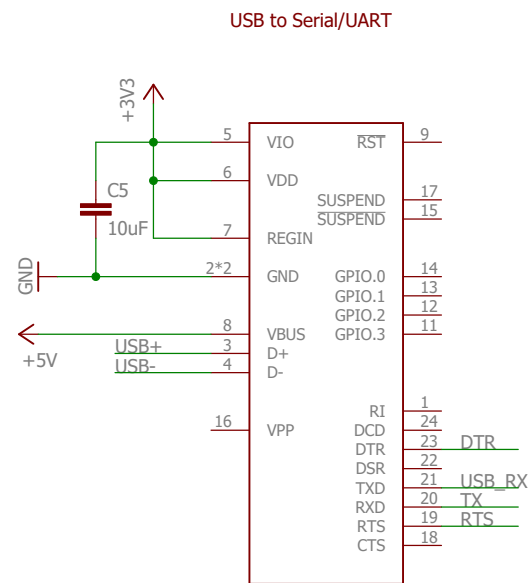 USB to Serial/UART
+3V3
5 VIO RST 9
6 VDD
C5
SUSPEND 17
10uF
SUSPEND 15
7 REGIN
GND
2*2 GND GPIO.0 14
GPIO.1 13
GPIO.2 12
8 VBUS GPIO.3 11
+5V
USB+ 3 D+
USB- 4 D-
RI 1
16 VPP DCD 24
DTR 23 DTR
DSR 22
TXD 21 USB_RX
RXD 20 TX
RTS 19 RTS
CTS 18